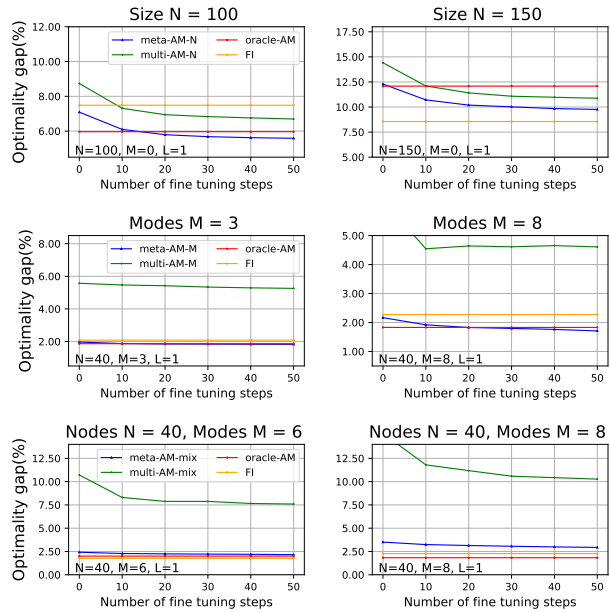 Size N = 100
12.00
10.00
8.00
6.00
Optimality gap(%)
meta-AM-N
multi-AM-N
oracle-AM
FI
N=100, M=0, L=1
0 10 20 30 40 50
Number of fine tuning steps
Size N = 150
17.50
15.00
12.50
10.00
7.50
5.00
N=150, M=0, L=1
0 10 20 30 40 50
Number of fine tuning steps
Modes M = 3
8.00
6.00
4.00
2.00
Optimality gap(%)
meta-AM-M
multi-AM-M
oracle-AM
FI
N=40, M=3, L=1
0 10 20 30 40 50
Number of fine tuning steps
Modes M = 8
5.00
4.00
3.00
2.00
1.00
N=40, M=8, L=1
0 10 20 30 40 50
Number of fine tuning steps
Nodes N = 40, Modes M = 6
12.50
10.00
7.50
5.00
2.50
0.00
Optimality gap(%)
meta-AM-mix
multi-AM-mix
oracle-AM
FI
N=40, M=6, L=1
0 10 20 30 40 50
Number of fine tuning steps
Nodes N = 40, Modes M = 8
12.50
10.00
7.50
5.00
2.50
0.00
N=40, M=8, L=1
0 10 20 30 40 50
Number of fine tuning steps